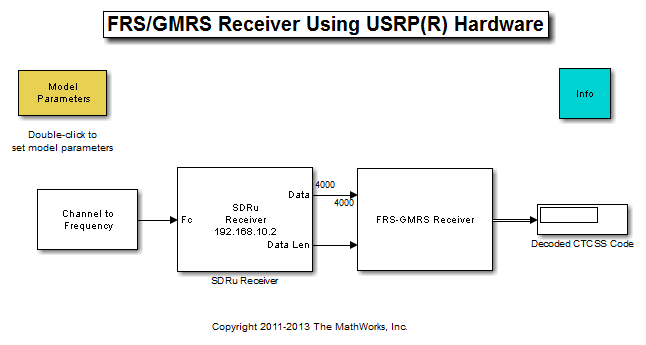 FRS/GMRS Receiver Using USRP(R) Hardware
Model
Parameters
Info
Double-click to
set model parameters
Channel to
Frequency
Fc
SDRu
Receiver
192.168.10.2
Data
Data Len
4000
4000
FRS-GMRS Receiver
Decoded CTCSS Code
SDRu Receiver
Copyright 2011-2013 The MathWorks, Inc.